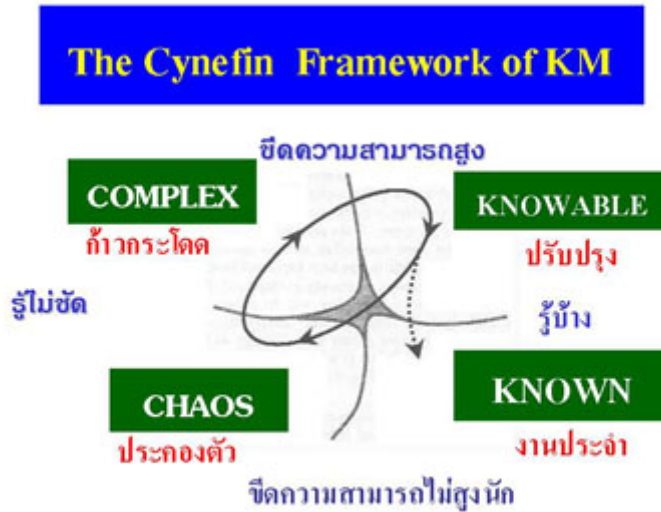 The Cynefin Framework of KM
ขีดความสามารถสูง
COMPLEX
ก้าวกระโดด
KNOWABLE
ปรับปรุง
รู้ไม่ชัด
รู้บ้าง
CHAOS
ประคองตัว
KNOWN
งานประจำ
ขีดความสามารถไม่สูงนัก